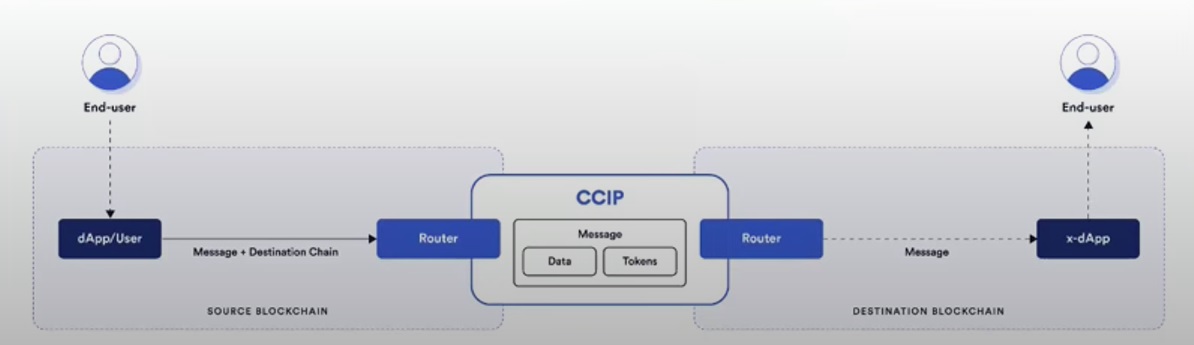 End-user
End-user
CCIP
dApp/User
Message + Destination Chain
Router
Message
Data
Tokens
Router
Message
x-dApp
SOURCE BLOCKCHAIN
DESTINATION BLOCKCHAIN